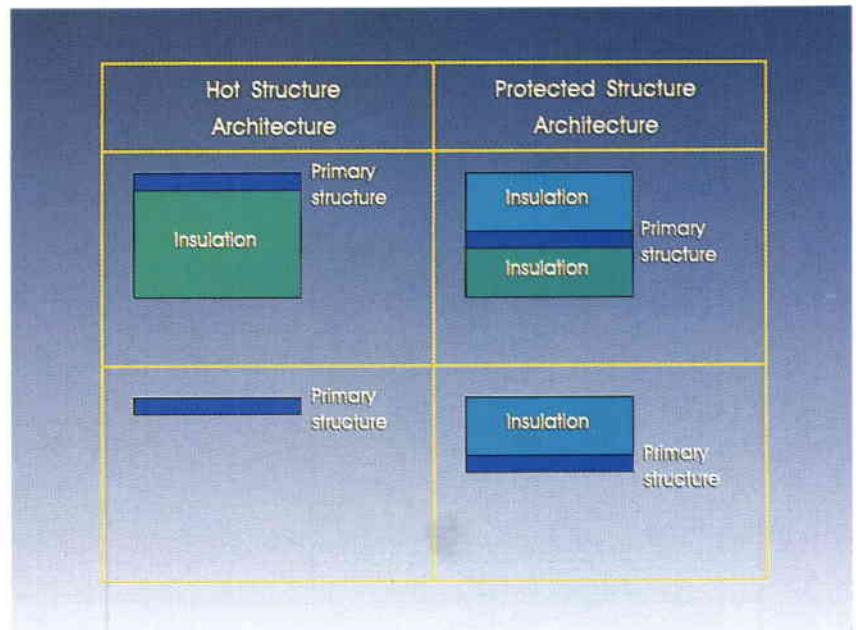 Hot Structure
Architecture
Protected Structure
Architecture
Primary
structure
Insulation
Insulation
Primary
structure
Insulation
Primary
structure
Insulation
Primary
structure